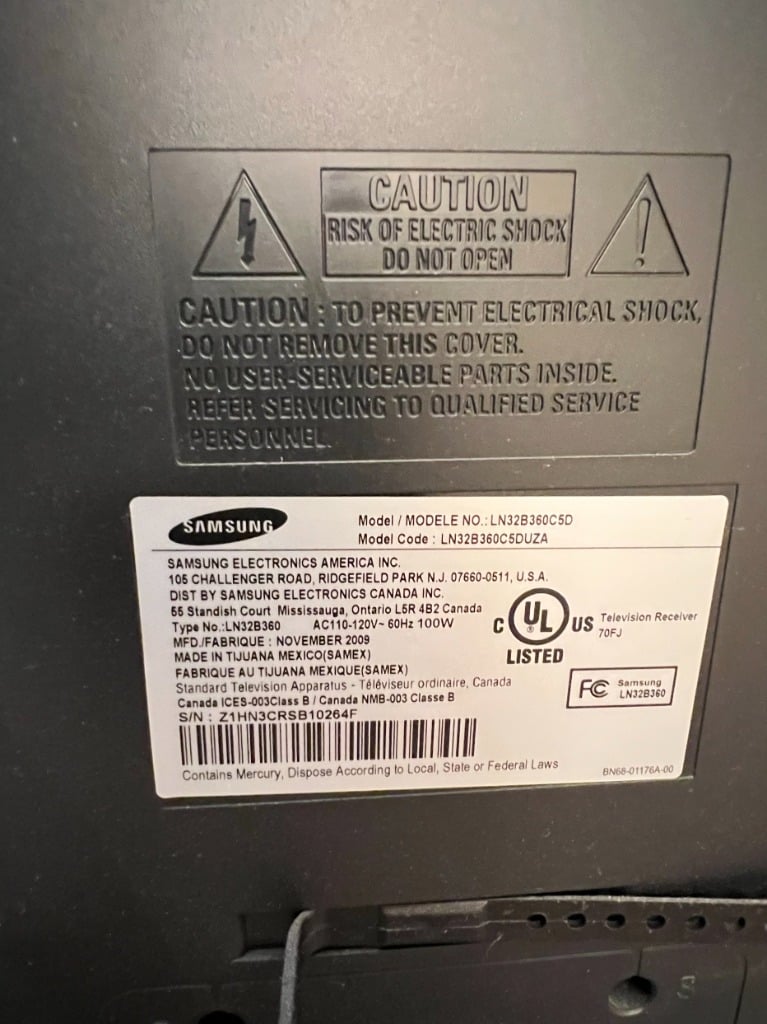 CAUTION
RISK OF ELECTRIC SHOCK
DO NOT OPEN
CAUTION : TO PREVENT ELECTRICAL SHOCK,
DO NOT REMOVE THIS COVER.
NO USER-SERVICEABLE PARTS INSIDE.
REFER SERVICING TO QUALIFIED SERVICE
PERSONNEL.
SAMSUNG
Model / MODELE NO.: LN32B360C5D
Model Code : LN32B360C5DUZA
SAMSUNG ELECTRONICS AMERICA INC.
105 CHALLENGER ROAD, RIDGEFIELD PARK N.J. 07660-0511, U.S.A.
DIST BY SAMSUNG ELECTRONICS CANADA INC.
55 Standish Court Mississauga, Ontario L5R 4B2 Canada
Type No.:LN32B360 AC110-120V~ 60Hz 100W
MFD./FABRIQUE : NOVEMBER 2009
MADE IN TIJUANA MEXICO(SAMEX)
FABRIQUE AU TIJUANA MEXIQUE(SAMEX)
Standard Television Apparatus - Téléviseur ordinaire, Canada
Canada ICES-003Class B / Canada NMB-003 Classe B
S/N : Z1HN3CRSB10264F
C UL US
LISTED
Television Receiver
70FJ
FC Samsung
LN32B360
Contains Mercury, Dispose According to Local, State or Federal Laws
BN68-01176A-00
S